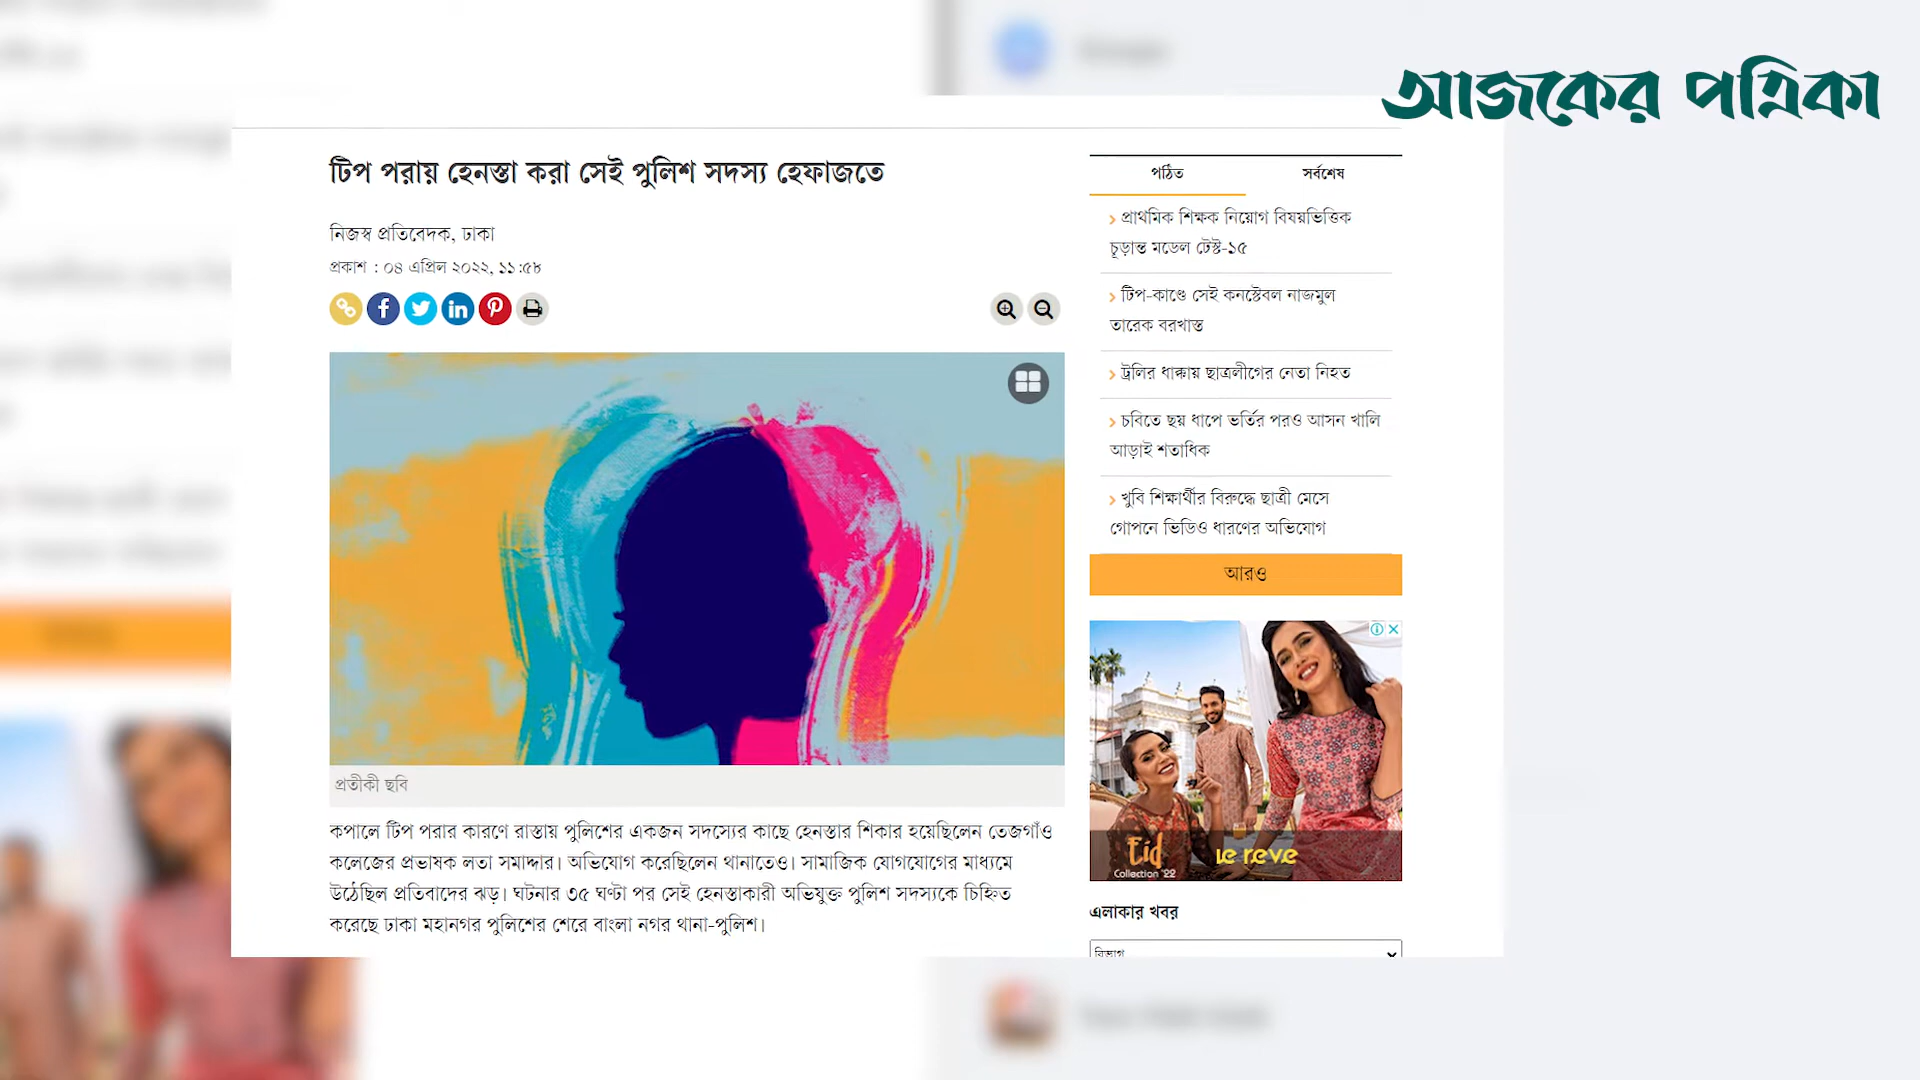 আজকের পত্রিকা
টিপ পরায় হেনস্তা করা সেই পুলিশ সদস্য হেফাজতে
নিজস্ব প্রতিবেদক, ঢাকা
প্রকাশ : ০৪ এপ্রিল ২০২২, ১১:৫৮
প্রতীকী ছবি
কপালে টিপ পরার কারণে রাস্তায় পুলিশের একজন সদস্যের কাছে হেনস্তার শিকার হয়েছিলেন তেজগাঁও
কলেজের প্রভাষক লতা সমাদ্দার। অভিযোগ করেছিলেন থানাতেও। সামাজিক যোগযোগের মাধ্যমে
উঠেছিল প্রতিবাদের ঝড়। ঘটনার ৩৫ ঘণ্টা পর সেই হেনস্তাকারী অভিযুক্ত পুলিশ সদস্যকে চিহ্নিত
করেছে ঢাকা মহানগর পুলিশের শেরে বাংলা নগর থানা-পুলিশ।
পঠিত
সর্বশেষ
প্রাথমিক শিক্ষক নিয়োগ বিষয়ভিত্তিক
চূড়ান্ত মডেল টেস্ট-১৫
টিপ-কাণ্ডে সেই কনস্টেবল নাজমুল
তারেক বরখাস্ত
ট্রলির ধাক্কায় ছাত্রলীগের নেতা নিহত
চবিতে ছয় ধাপে ভর্তির পরও আসন খালি
আড়াই শতাধিক
খুবি শিক্ষার্থীর বিরুদ্ধে ছাত্রী মেসে
গোপনে ভিডিও ধারণের অভিযোগ
আরও
Eid
Collection '22
le reve
এলাকার খবর
বিভাগ